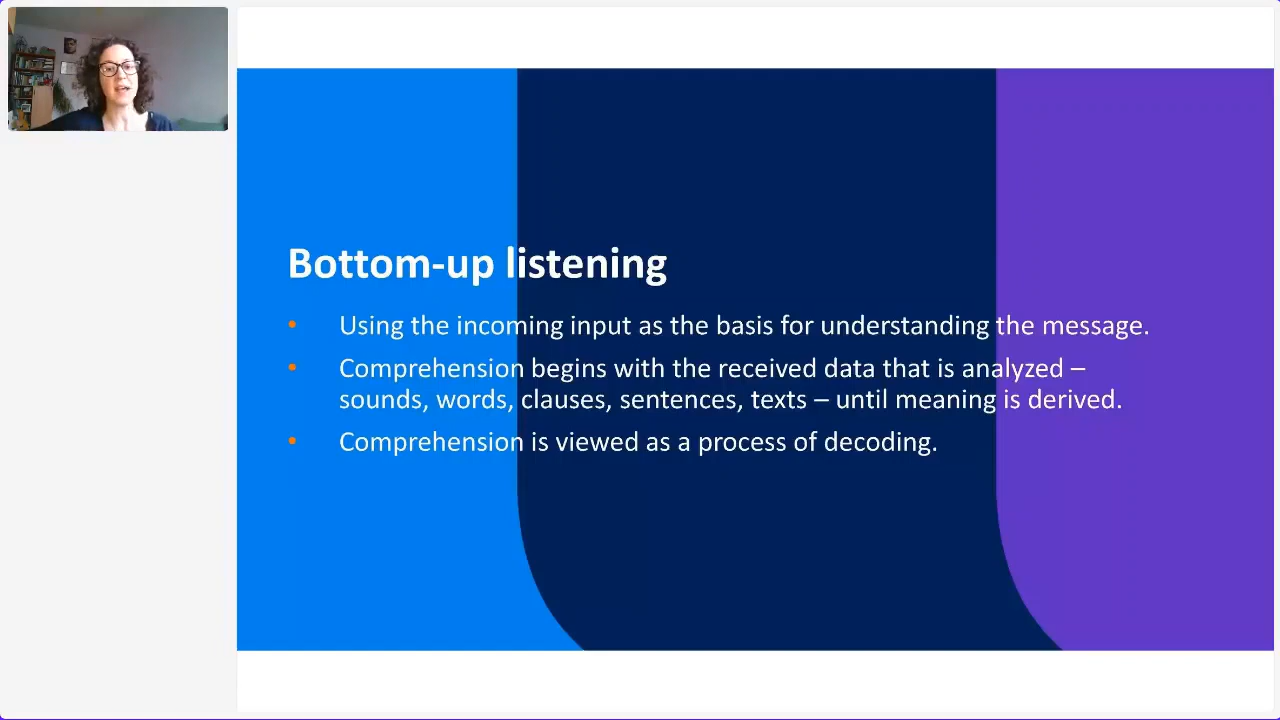 Bottom-up listening
• Using the incoming input as the basis for understanding the message.
• Comprehension begins with the received data that is analyzed –
sounds, words, clauses, sentences, texts – until meaning is derived.
• Comprehension is viewed as a process of decoding.